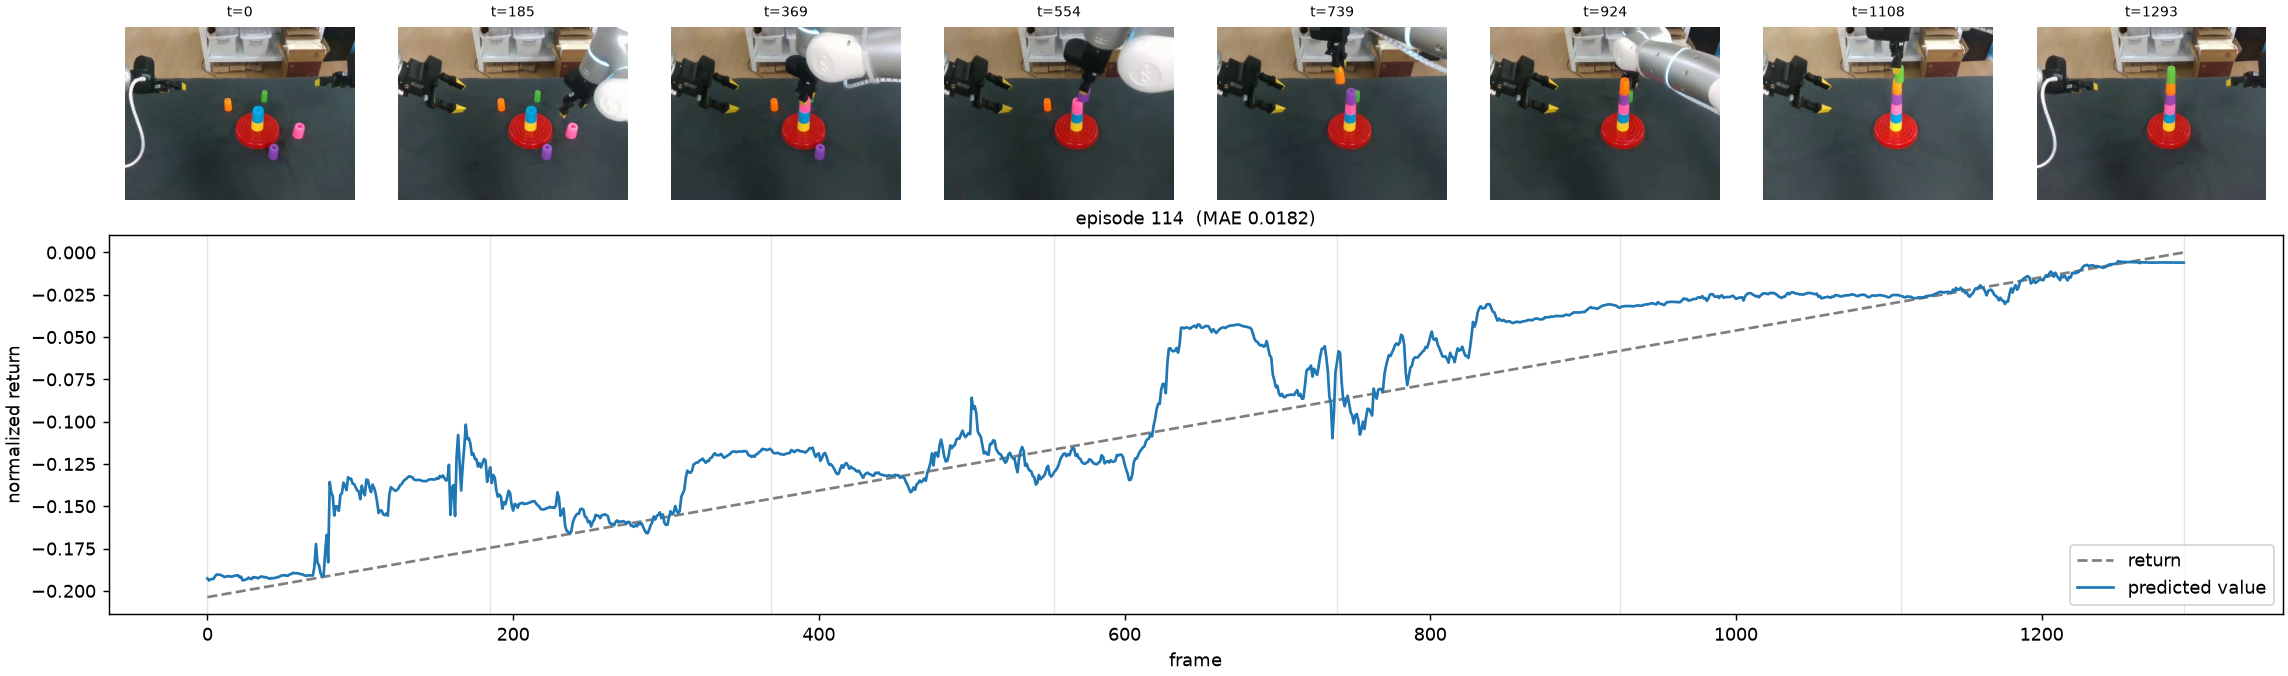 t=0 t=185 t=369 t=554 t=739 t=924 t=1108 t=1293
episode 114 (MAE 0.0182)
normalized return
0.000
−0.025
−0.050
−0.075
−0.100
−0.125
−0.150
−0.175
−0.200
return
predicted value
0 200 400 600 800 1000 1200
frame